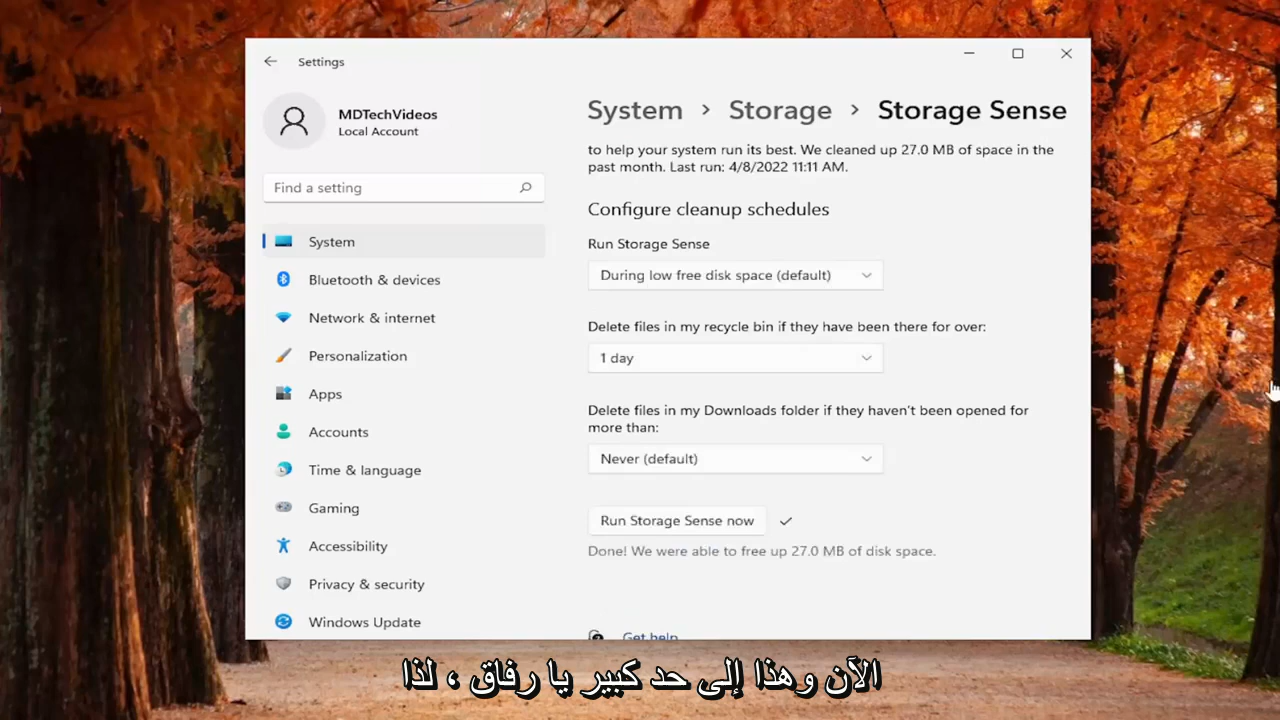 Settings
MDTechVideos
Local Account
Find a setting
System
Bluetooth & devices
Network & internet
Personalization
Apps
Accounts
Time & language
Gaming
Accessibility
Privacy & security
Windows Update
System > Storage > Storage Sense
to help your system run its best. We cleaned up 27.0 MB of space in the
past month. Last run: 4/8/2022 11:11 AM.
Configure cleanup schedules
Run Storage Sense
During low free disk space (default)
Delete files in my recycle bin if they have been there for over:
1 day
Delete files in my Downloads folder if they haven't been opened for
more than:
Never (default)
Run Storage Sense now
Done! We were able to free up 27.0 MB of disk space.
Get help
الآن وهذا إلى حد كبير يا رفاق ، لذا